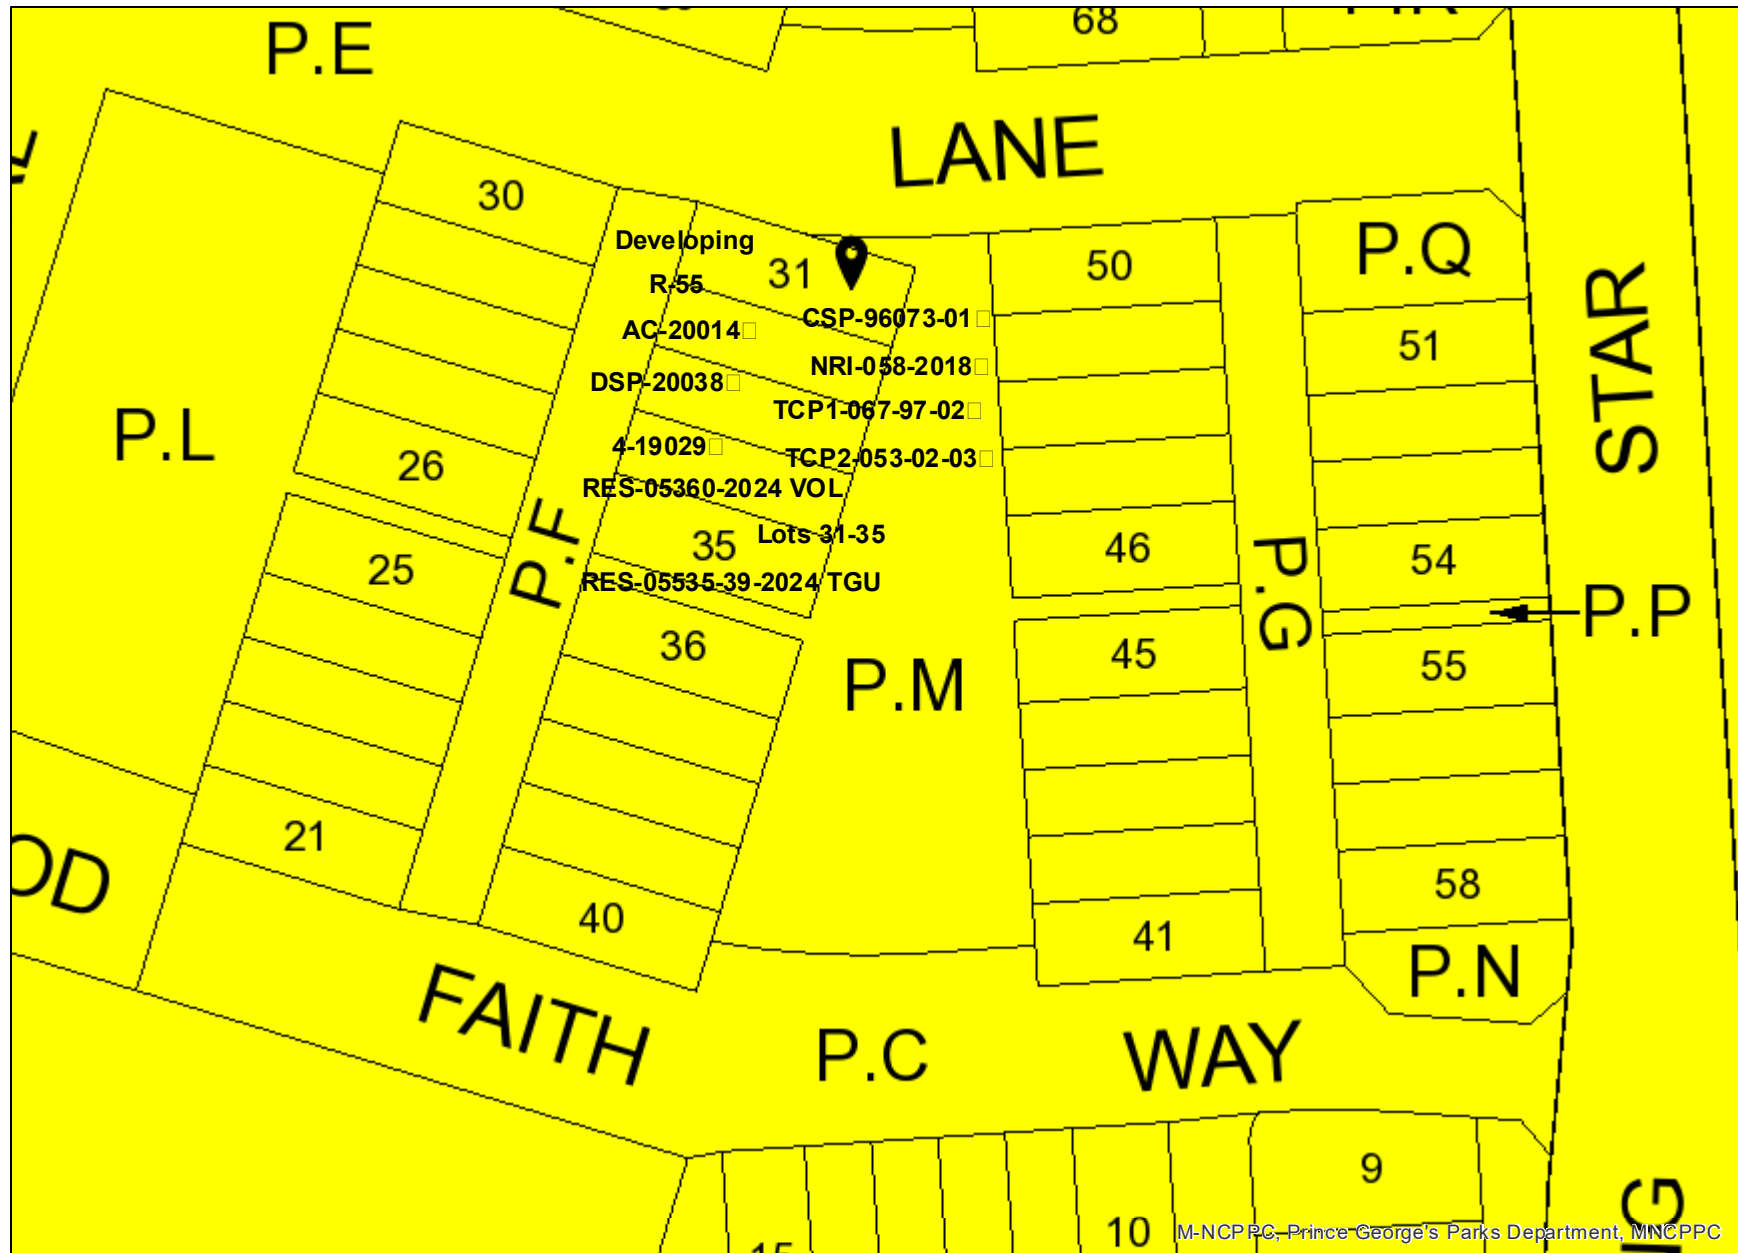 68
P.E
LANE
30
Developing
31
50
P.Q
R-55
CSP-96073-01
AC-20014
51
NRI-058-2018
DSP-20038
TCP1-067-97-02
STAR
P.L
4-19029
TCP2-053-02-03
26
RES-05360-2024 VOL
Lots 31-35
35
46
54
25
P.F
RES-05535-39-2024 TGU
P.G
P.P
36
45
55
P.M
21
OD
58
40
41
P.N
FAITH
P.C
WAY
9
10
M-NCPPC, Prince George's Parks Department, MNCPPC